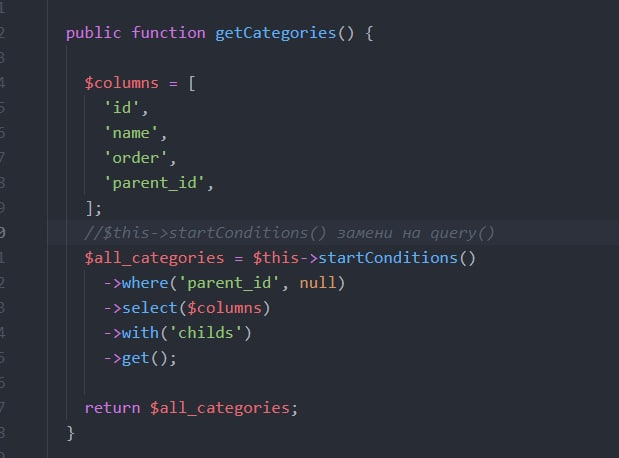 1
2 public function getCategories() {
3
4 $columns = [
5 'id',
6 'name',
7 'order',
8 'parent_id',
9 ];
0 //$this->startConditions() замени на query()
1 $all_categories = $this->startConditions()
2 ->where('parent_id', null)
3 ->select($columns)
4 ->with('childs')
5 ->get();
6
7 return $all_categories;
8 }
9